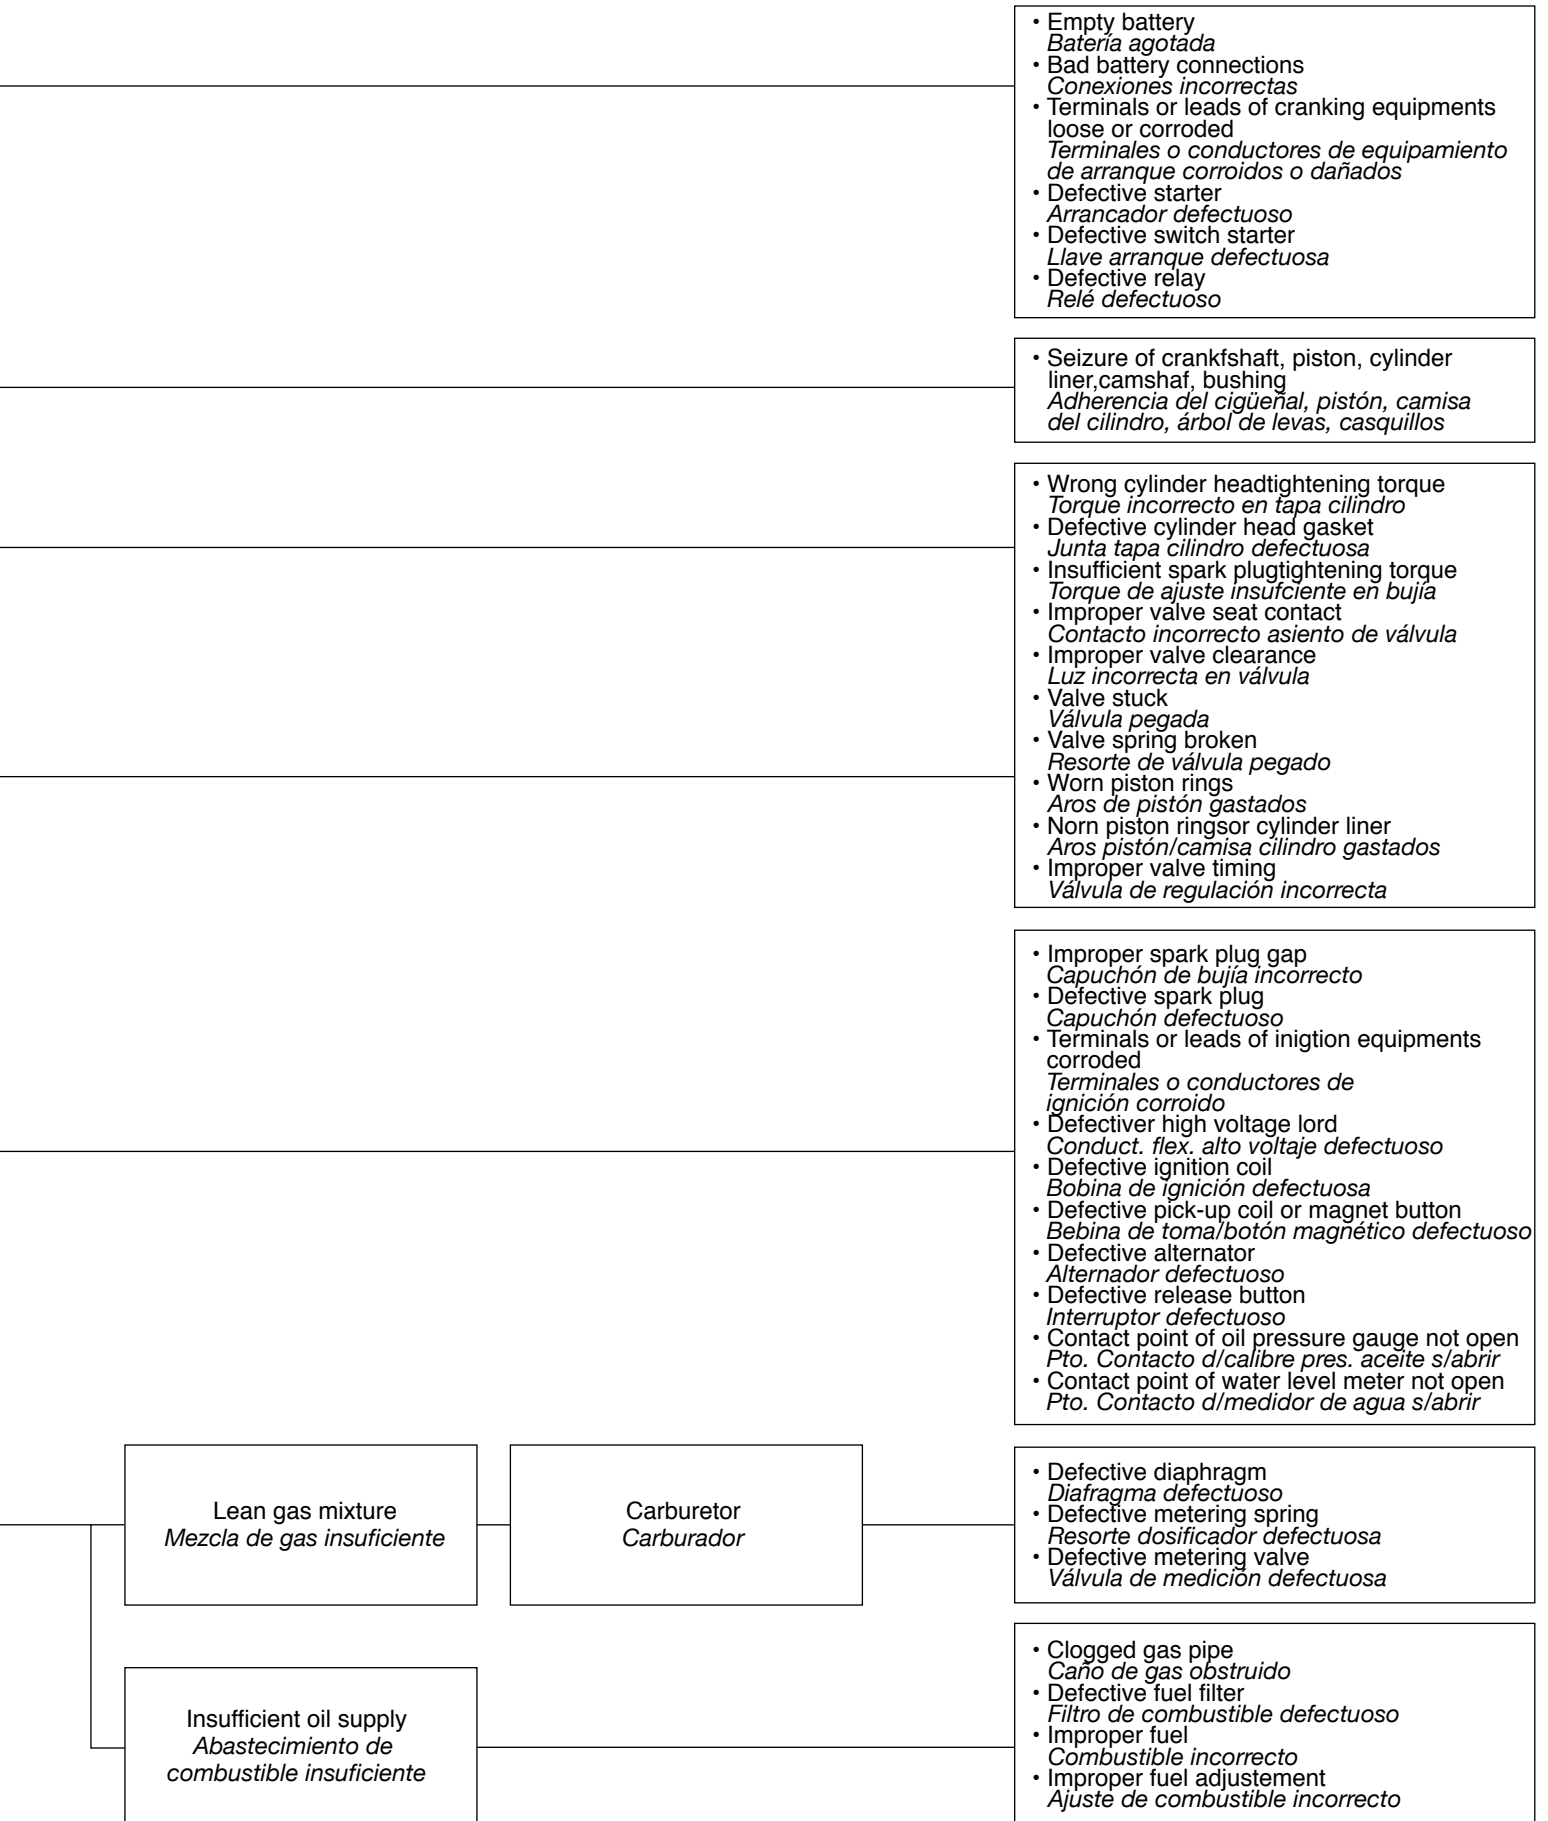 • Empty battery
Batería agotada
• Bad battery connections
Conexiones incorrectas
• Terminals or leads of cranking equipments
loose or corroded
Terminales o conductores de equipamiento
de arranque corroidos o dañados
• Defective starter
Arrancador defectuoso
• Defective switch starter
Llave arranque defectuosa
• Defective relay
Relé defectuoso
• Seizure of crankfshaft, piston, cylinder
liner,camshaf, bushing
Adherencia del cigüeñal, pistón, camisa
del cilindro, árbol de levas, casquillos
• Wrong cylinder headtightening torque
Torque incorrecto en tapa cilindro
• Defective cylinder head gasket
Junta tapa cilindro defectuosa
• Insufficient spark plugtightening torque
Torque de ajuste insufciente en bujía
• Improper valve seat contact
Contacto incorrecto asiento de válvula
• Improper valve clearance
Luz incorrecta en válvula
• Valve stuck
Válvula pegada
• Valve spring broken
Resorte de válvula pegado
• Worn piston rings
Aros de pistón gastados
• Norn piston ringsor cylinder liner
Aros pistón/camisa cilindro gastados
• Improper valve timing
Válvula de regulación incorrecta
• Improper spark plug gap
Capuchón de bujía incorrecto
• Defective spark plug
Capuchón defectuoso
• Terminals or leads of inigtion equipments
corroded
Terminales o conductores de
ignición corroido
• Defectiver high voltage lord
Conduct. flex. alto voltaje defectuoso
• Defective ignition coil
Bobina de ignición defectuosa
• Defective pick-up coil or magnet button
Bebina de toma/botón magnético defectuoso
• Defective alternator
Alternador defectuoso
• Defective release button
Interruptor defectuoso
• Contact point of oil pressure gauge not open
Pto. Contacto d/calibre pres. aceite s/abrir
• Contact point of water level meter not open
Pto. Contacto d/medidor de agua s/abrir
Lean gas mixture
Mezcla de gas insuficiente
Carburetor
Carburador
• Defective diaphragm
Diafragma defectuoso
• Defective metering spring
Resorte dosificador defectuosa
• Defective metering valve
Válvula de medición defectuosa
Insufficient oil supply
Abastecimiento de
combustible insuficiente
• Clogged gas pipe
Caño de gas obstruido
• Defective fuel filter
Filtro de combustible defectuoso
• Improper fuel
Combustible incorrecto
• Improper fuel adjustement
Ajuste de combustible incorrecto